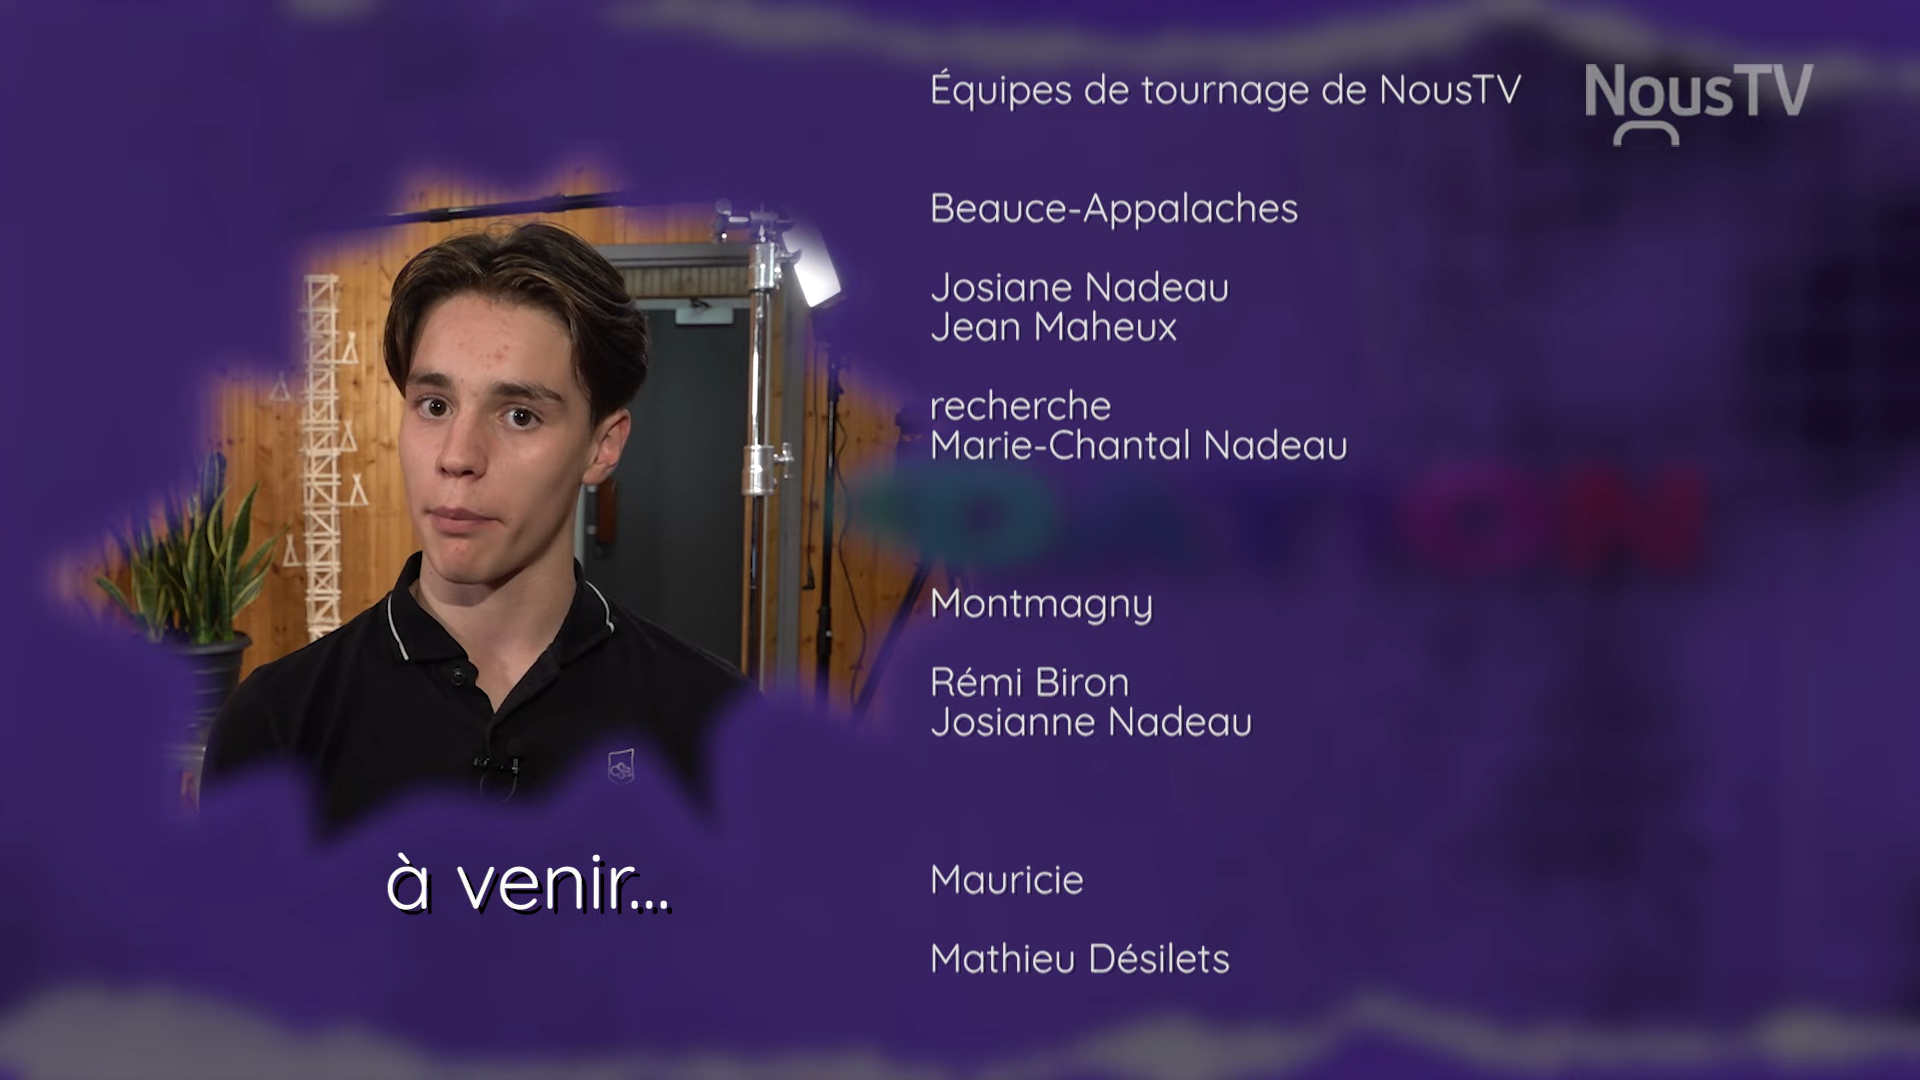 Équipes de tournage de NousTV
NousTV
Beauce-Appalaches
Josiane Nadeau
Jean Maheux
recherche
Marie-Chantal Nadeau
Montmagny
Rémi Biron
Josianne Nadeau
Mauricie
Mathieu Désilets
à venir...